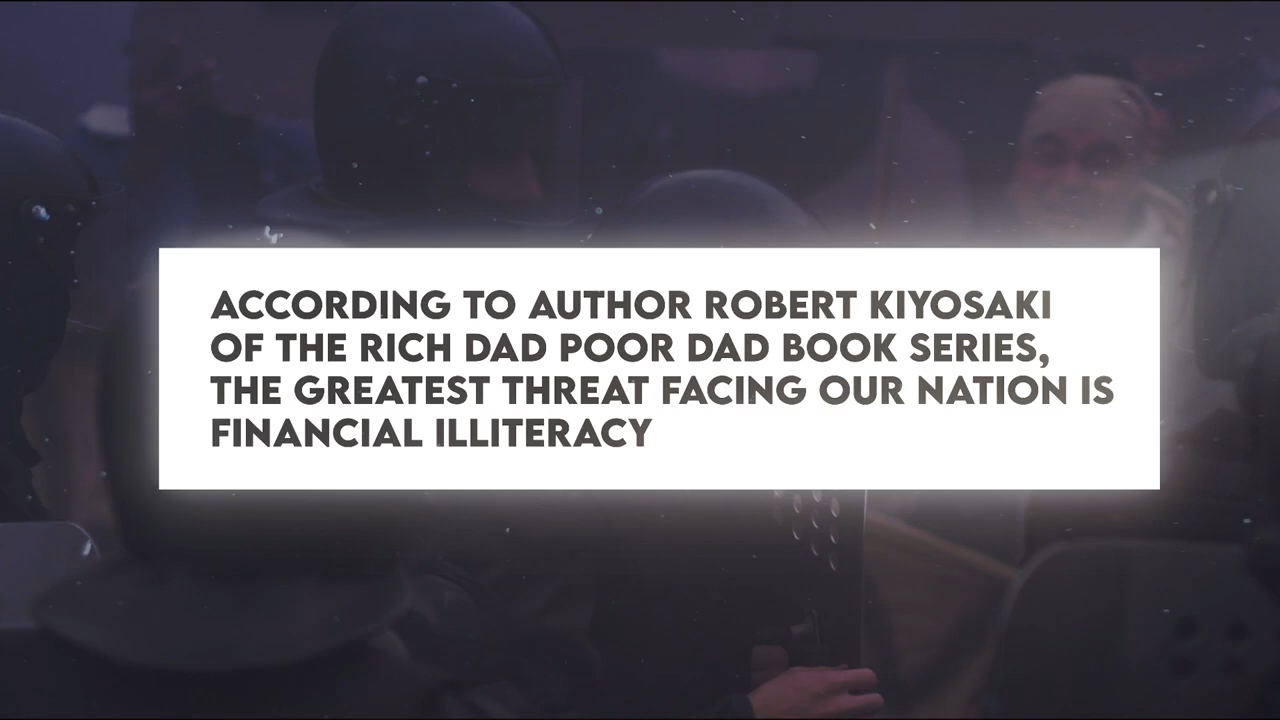 ACCORDING TO AUTHOR ROBERT KIYOSAKI
OF THE RICH DAD POOR DAD BOOK SERIES,
THE GREATEST THREAT FACING OUR NATION IS
FINANCIAL ILLITERACY